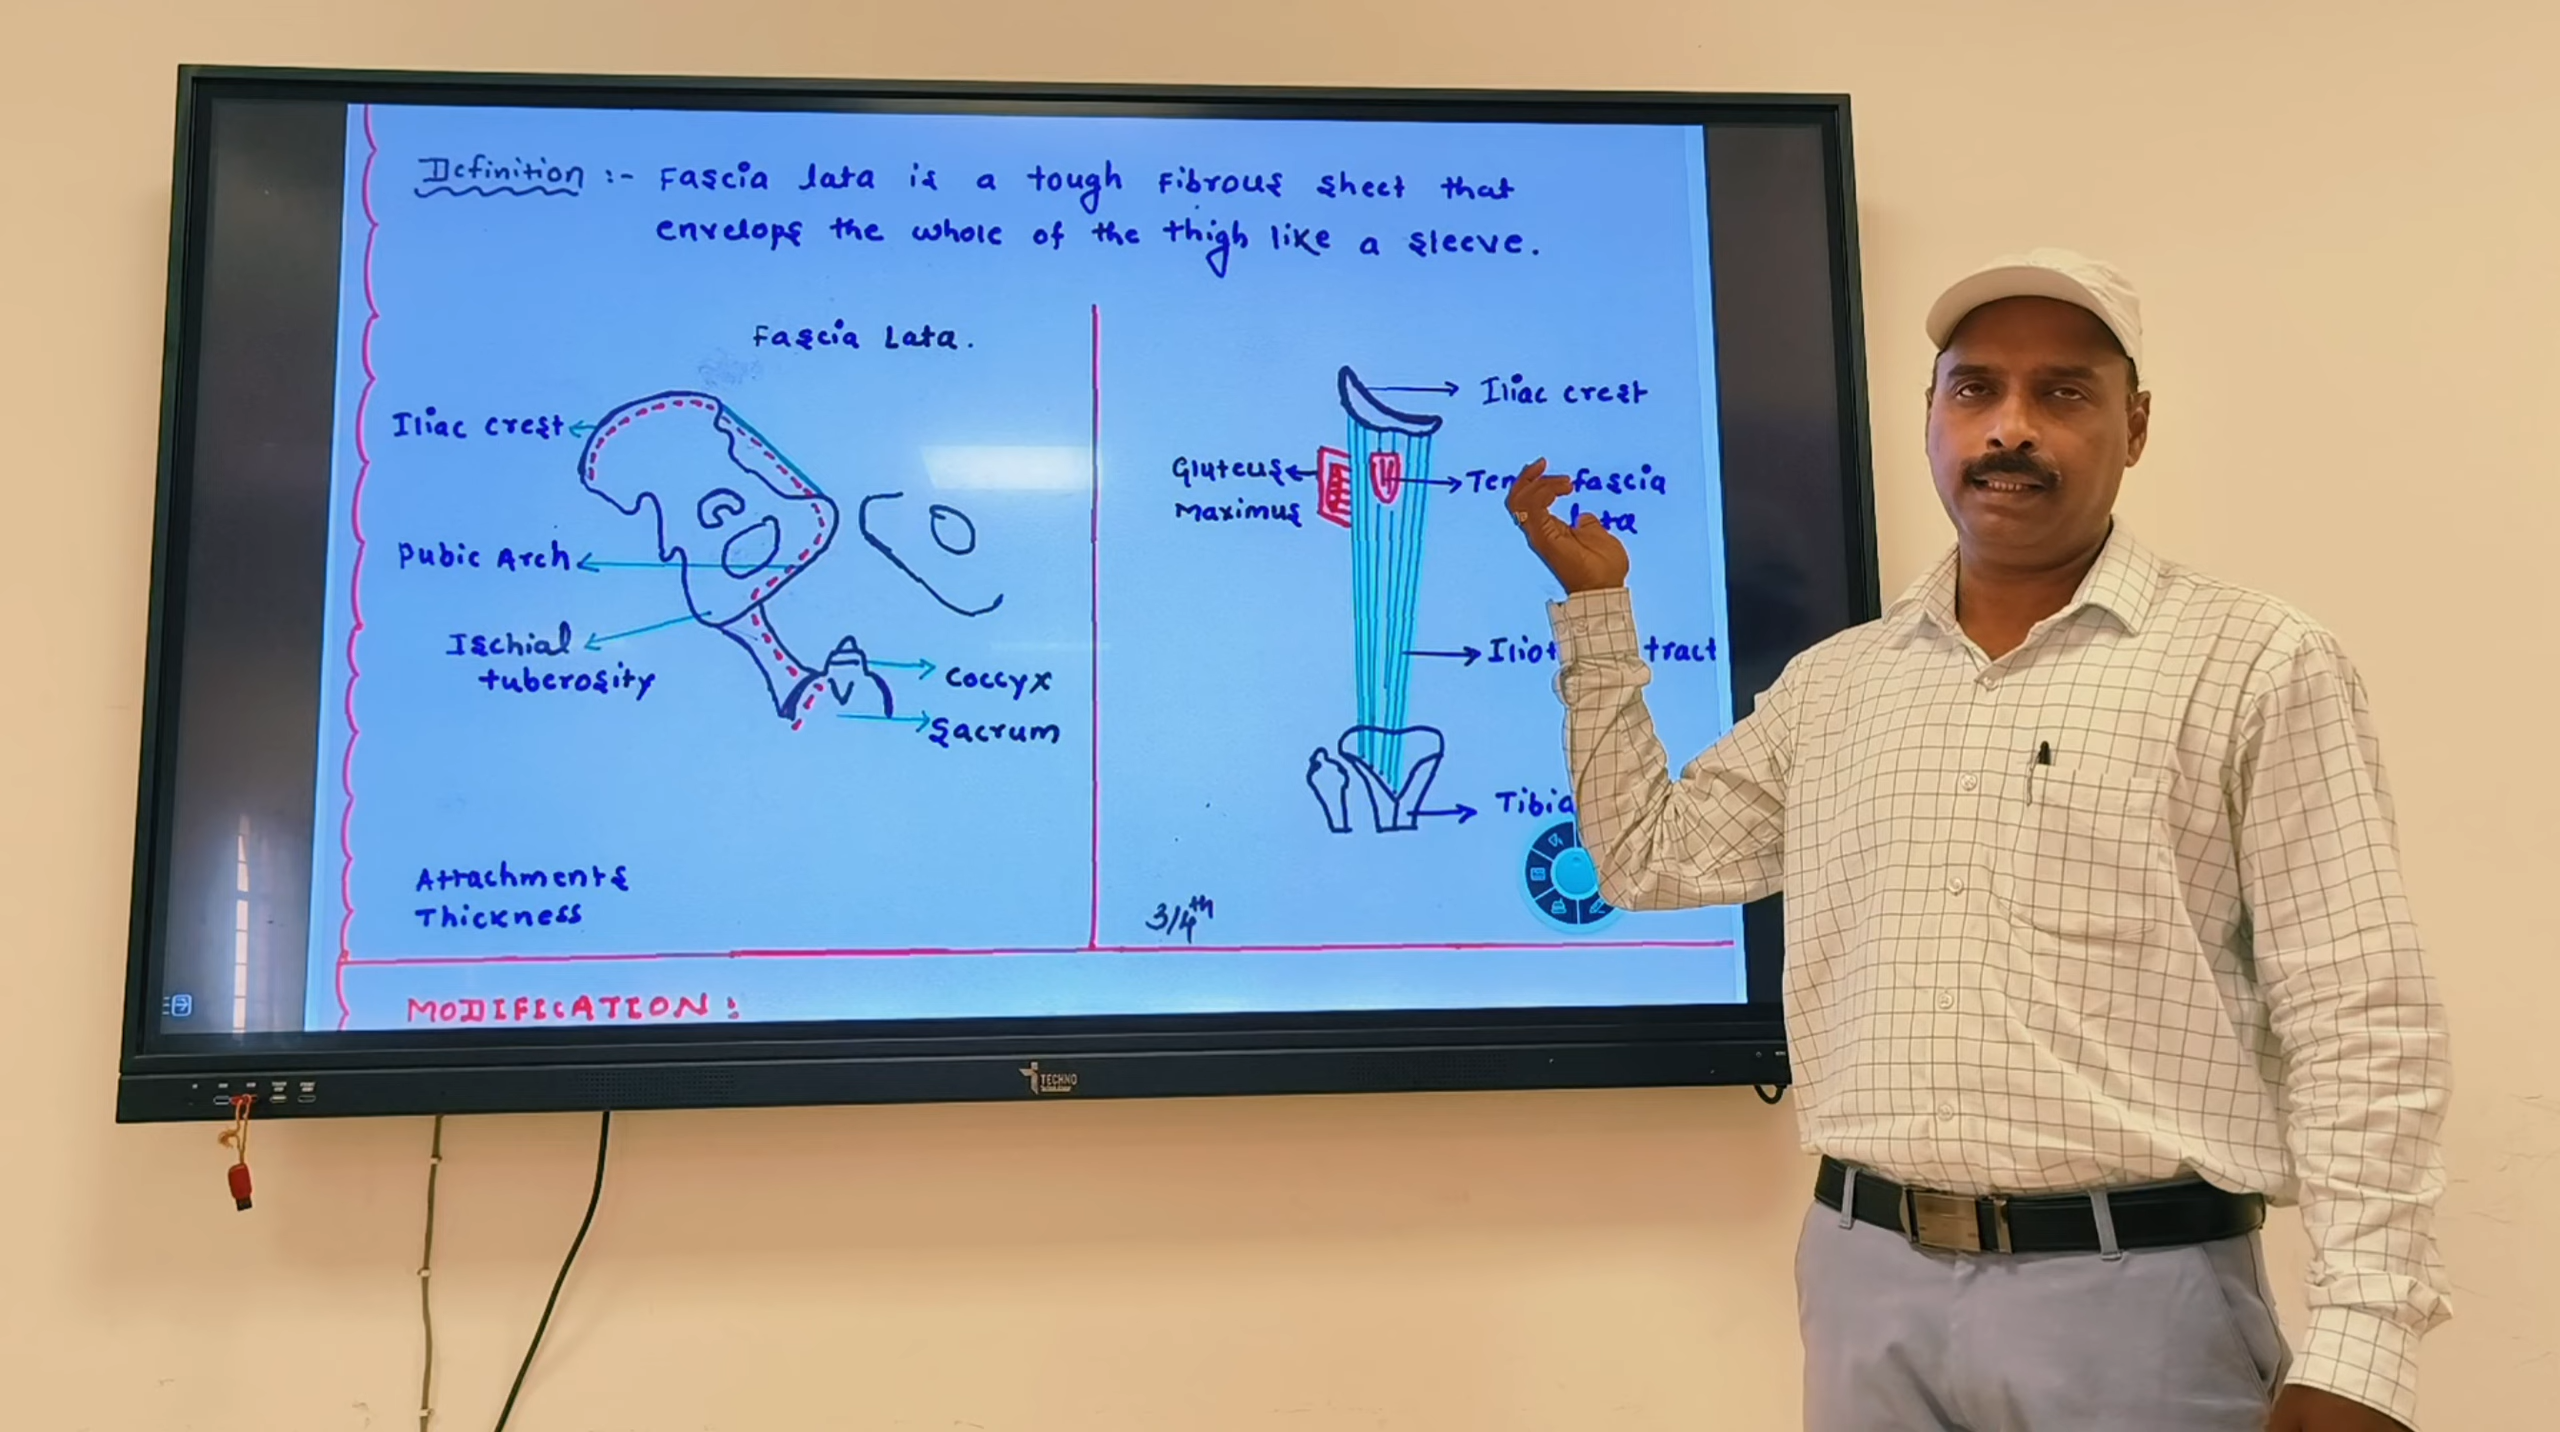 Definition :- Fascia lata is a tough fibrous sheet that
envelops the whole of the thigh like a sleeve.
Fascia Lata.
Iliac crest
Pubic Arch
Ischial
tuberosity
Coccyx
Sacrum
Attachments
Thickness
Iliac crest
Gluteus
Maximus
fascia
Tract
Tibia
3/4th
MODIFICATION:
TECHNO